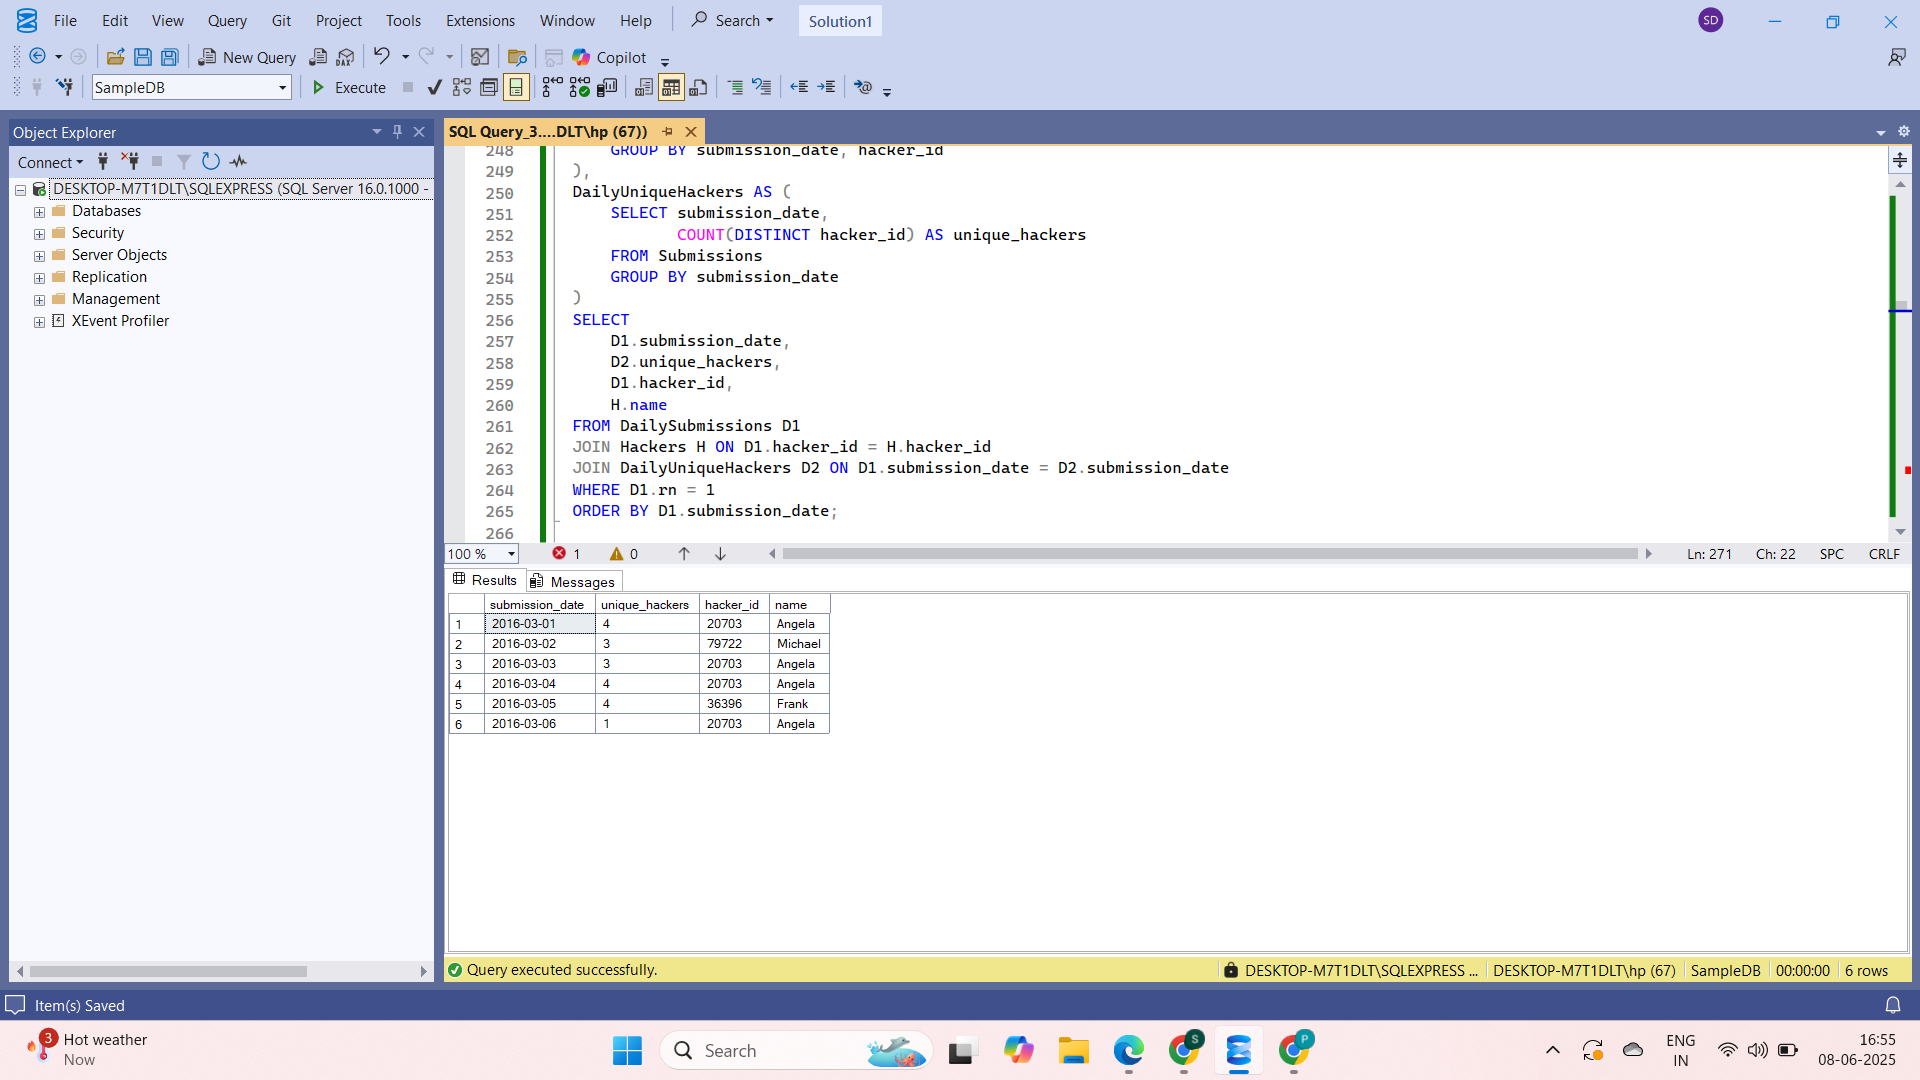 File Edit View Query Git Project Tools Extensions Window Help Search Solution1 SD
New Query DAX Copilot
SampleDB Execute
Object Explorer
Connect
DESKTOP-M7T1DLT\SQLEXPRESS (SQL Server 16.0.1000 -
Databases
Security
Server Objects
Replication
Management
XEvent Profiler
SQL Query_3....DLT\hp (67))
248 GROUP BY submission_date, hacker_id
249 ),
250 DailyUniqueHackers AS (
251 SELECT submission_date,
252 COUNT(DISTINCT hacker_id) AS unique_hackers
253 FROM Submissions
254 GROUP BY submission_date
255 )
256 SELECT
257 D1.submission_date,
258 D2.unique_hackers,
259 D1.hacker_id,
260 H.name
261 FROM DailySubmissions D1
262 JOIN Hackers H ON D1.hacker_id = H.hacker_id
263 JOIN DailyUniqueHackers D2 ON D1.submission_date = D2.submission_date
264 WHERE D1.rn = 1
265 ORDER BY D1.submission_date;
266
100 % 1 0 Ln: 271 Ch: 22 SPC CRLF
Results Messages
submission_date unique_hackers hacker_id name
1 2016-03-01 4 20703 Angela
2 2016-03-02 3 79722 Michael
3 2016-03-03 3 20703 Angela
4 2016-03-04 4 20703 Angela
5 2016-03-05 4 36396 Frank
6 2016-03-06 1 20703 Angela
Query executed successfully. DESKTOP-M7T1DLT\SQLEXPRESS ... DESKTOP-M7T1DLT\hp (67) SampleDB 00:00:00 6 rows
Item(s) Saved
3 Hot weather
Now
Search
S
P
ENG
IN
16:55
08-06-2025